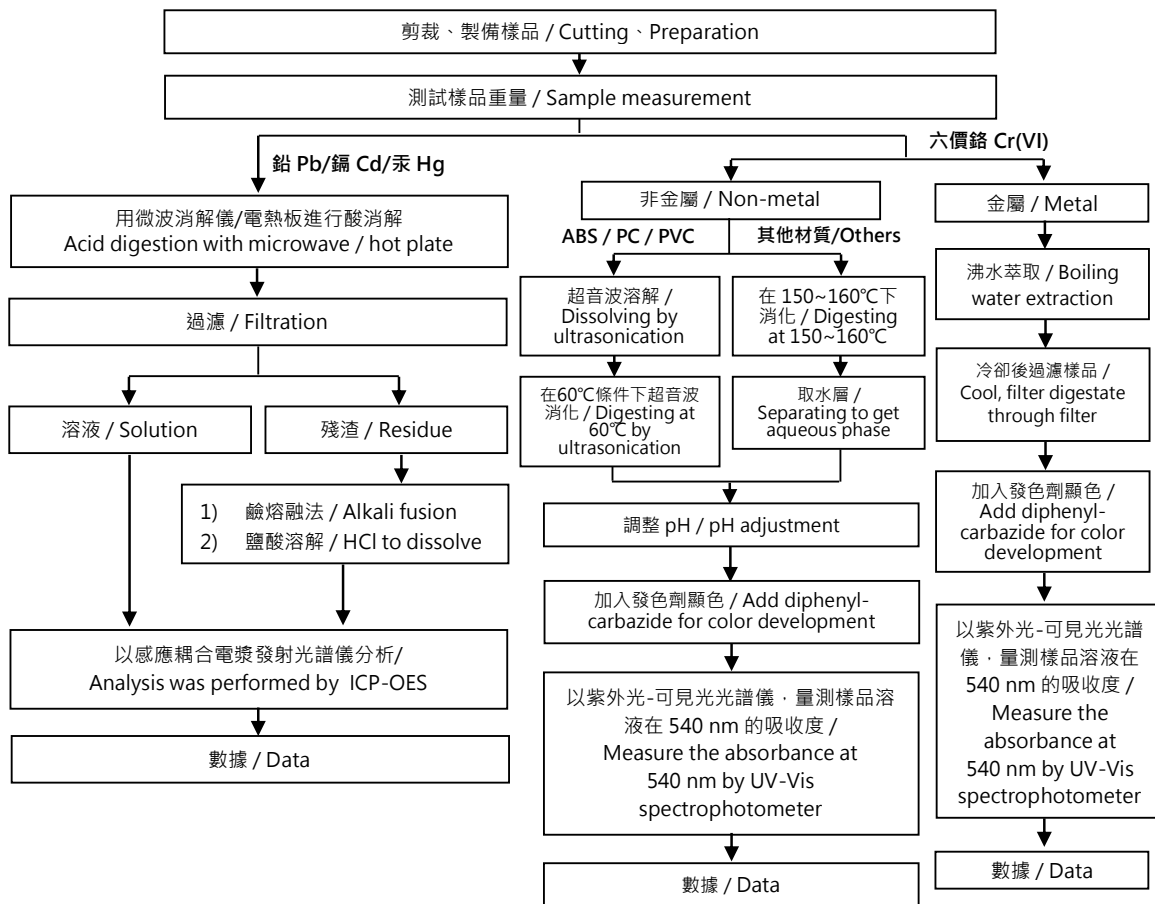 剪裁、製備樣品 / Cutting、Preparation
測試樣品重量 / Sample measurement
鉛 Pb/鎘 Cd/汞 Hg
用微波消解儀/電熱板進行酸消解
Acid digestion with microwave / hot plate
過濾 / Filtration
溶液 / Solution
殘渣 / Residue
1) 鹼熔融法 / Alkali fusion
2) 鹽酸溶解 / HCl to dissolve
以感應耦合電漿發射光譜儀分析/
Analysis was performed by ICP-OES
數據 / Data
六價鉻 Cr(VI)
非金屬 / Non-metal
ABS / PC / PVC
其他材質/Others
超音波溶解 /
Dissolving by
ultrasonication
在 150~160℃下
消化 / Digesting
at 150~160℃
在60℃條件下超音波
消化 / Digesting at
60℃ by
ultrasonication
取水層 /
Separating to get
aqueous phase
調整 pH / pH adjustment
加入發色劑顯色 / Add diphenyl-
carbazide for color development
以紫外光-可見光光譜儀，量測樣品溶
液在 540 nm 的吸收度 /
Measure the absorbance at
540 nm by UV-Vis
spectrophotometer
數據 / Data
金屬 / Metal
沸水萃取 / Boiling
water extraction
冷卻後過濾樣品 /
Cool, filter digestate
through filter
加入發色劑顯色 /
Add diphenyl-
carbazide for color
development
以紫外光-可見光光譜
儀，量測樣品溶液在
540 nm 的吸收度 /
Measure the
absorbance at
540 nm by UV-Vis
spectrophotometer
數據 / Data